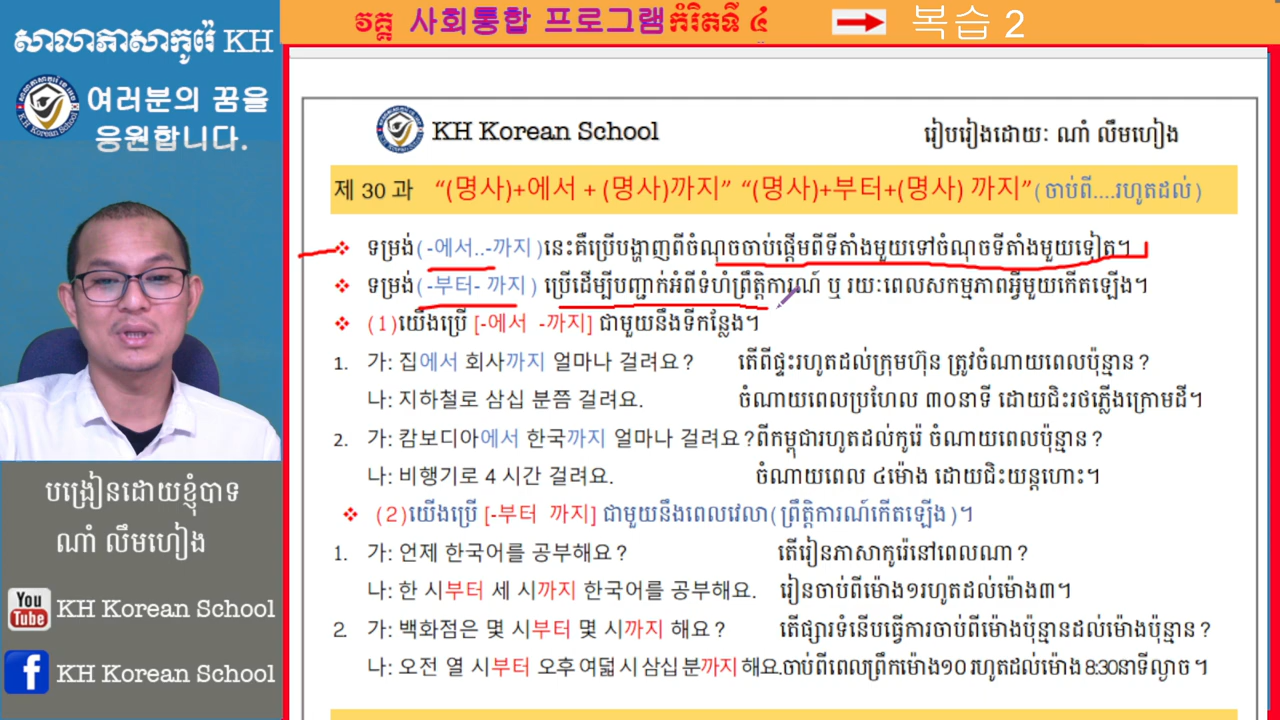 សាលាភាសាកូរ៉េ KH
여러분의 꿈을
응원합니다.
បង្រៀនដោយខ្ញុំបាទ
ណាំ លឹមហៀង
You Tube KH Korean School
f KH Korean School
វគ្គ 사회통합 프로그램កំរិតទី ៤ 복습 2
KH Korean School រៀបរៀងដោយៈ ណាំ លឹមហៀង
제 30 과 “(명사)+에서 + (명사)까지” “(명사)+부터+(명사) 까지”(ចាប់ពី....រហូតដល់)
❖ ទម្រង់(-에서..-까지)នេះគឺប្រើបង្ហាញពីចំណុចចាប់ផ្តើមពីទីតាំងមួយទៅចំណុចទីតាំងមួយទៀត។
❖ ទម្រង់(-부터- 까지) ប្រើដើម្បីបញ្ជាក់អំពីទំហំព្រឹត្តិការណ៍ ឬ រយៈពេលសកម្មភាពអ្វីមួយកើតឡើង។
❖ (1)យើងប្រើ [-에서 -까지] ជាមួយនឹងទីកន្លែង។
1. 가: 집에서 회사까지 얼마나 걸려요? តើពីផ្ទះរហូតដល់ក្រុមហ៊ុន ត្រូវចំណាយពេលប៉ុន្មាន?
나: 지하철로 삼십 분쯤 걸려요. ចំណាយពេលប្រហែល ៣០នាទី ដោយជិះរថភ្លើងក្រោមដី។
2. 가: 캄보디아에서 한국까지 얼마나 걸려요?ពីកម្ពុជារហូតដល់កូរ៉េ ចំណាយពេលប៉ុន្មាន?
나: 비행기로 4 시간 걸려요. ចំណាយពេល ៤ម៉ោង ដោយជិះយន្តហោះ។
❖ (2)យើងប្រើ [-부터 까지] ជាមួយនឹងពេលវេលា(ព្រឹត្តិការណ៍កើតឡើង)។
1. 가: 언제 한국어를 공부해요? តើរៀនភាសាកូរ៉េនៅពេលណា?
나: 한 시부터 세 시까지 한국어를 공부해요. រៀនចាប់ពីម៉ោង១រហូតដល់ម៉ោង៣។
2. 가: 백화점은 몇 시부터 몇 시까지 해요? តើផ្សារទំនើបធ្វើការចាប់ពីម៉ោងប៉ុន្មានដល់ម៉ោងប៉ុន្មាន?
나: 오전 열 시부터 오후 여덟 시 삼십 분까지 해요.ចាប់ពីពេលព្រឹកម៉ោង១០ រហូតដល់ម៉ោង 8:30នាទីល្ងាច។